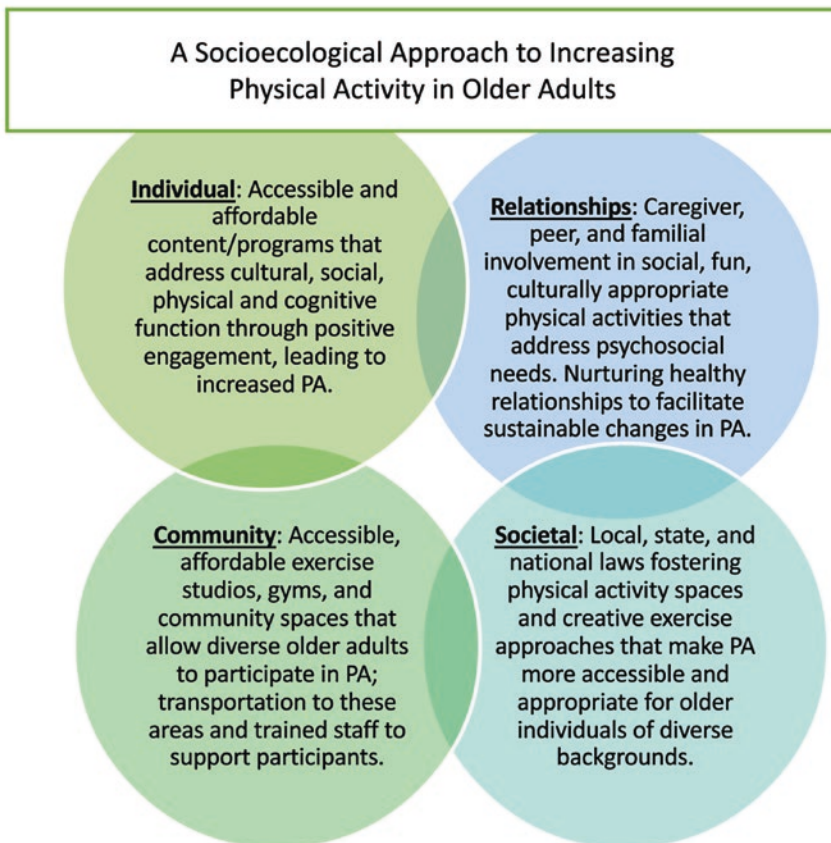 A Socioecological Approach to Increasing
Physical Activity in Older Adults
Individual: Accessible and
affordable
content/programs that
address cultural, social,
physical and cognitive
function through positive
engagement, leading to
increased PA.
Relationships: Caregiver,
peer, and familial
involvement in social, fun,
culturally appropriate
physical activities that
address psychosocial
needs. Nurturing healthy
relationships to facilitate
sustainable changes in PA.
Community: Accessible,
affordable exercise
studios, gyms, and
community spaces that
allow diverse older adults
to participate in PA;
transportation to these
areas and trained staff to
support participants.
Societal: Local, state, and
national laws fostering
physical activity spaces
and creative exercise
approaches that make PA
more accessible and
appropriate for older
individuals of diverse
backgrounds.